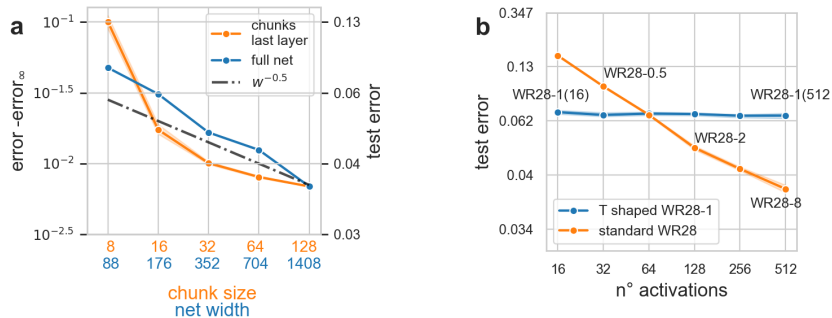 a
10⁻¹
10⁻¹·⁵
10⁻²
10⁻²·⁵
error -error∞
chunks
last layer
full net
w⁻⁰·⁵
0.13
0.06
0.04
0.03
test error
8 16 32 64 128
88 176 352 704 1408
chunk size
net width
b
0.347
0.13
0.062
0.04
0.034
test error
WR28-0.5
WR28-1(16)
WR28-1(512
WR28-2
WR28-8
T shaped WR28-1
standard WR28
16 32 64 128 256 512
n° activations